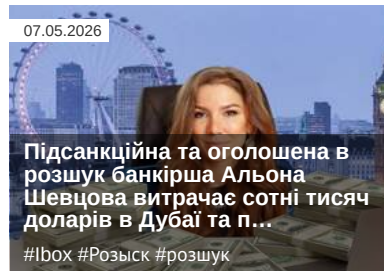 07.05.2026
Підсанкційна та оголошена в
розшук банкірша Альона
Шевцова витрачає сотні тисяч
доларів в Дубаї та п...
#Ibox #Розыск #розшук